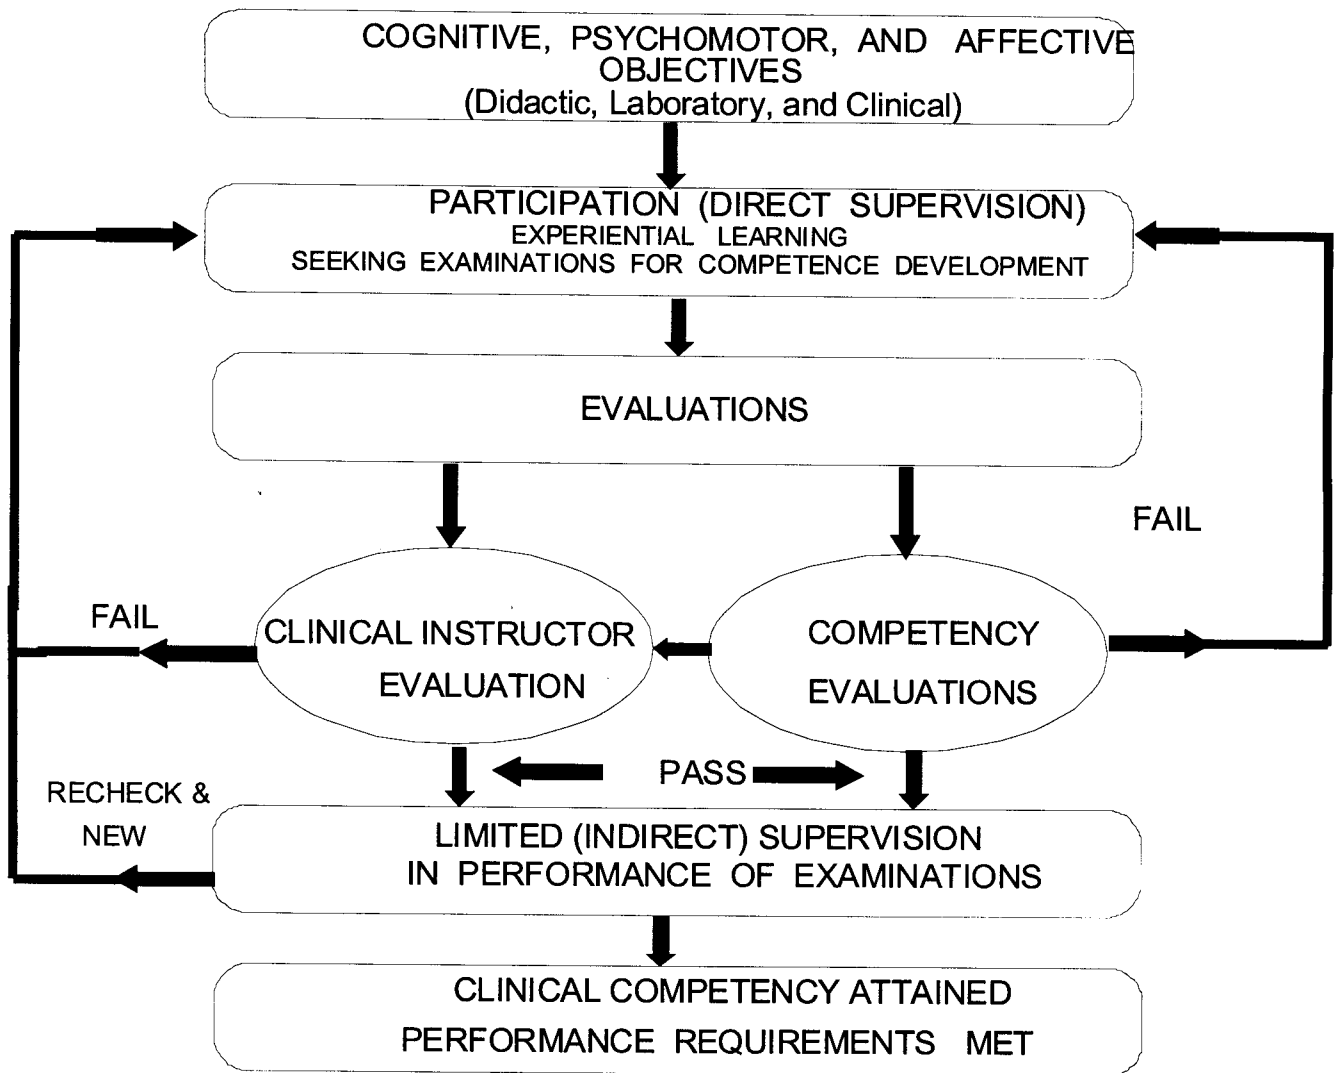 COGNITIVE, PSYCHOMOTOR, AND AFFECTIVE
OBJECTIVES
(Didactic, Laboratory, and Clinical)
PARTICIPATION (DIRECT SUPERVISION)
EXPERIENTIAL LEARNING
SEEKING EXAMINATIONS FOR COMPETENCE DEVELOPMENT
EVALUATIONS
FAIL
FAIL
CLINICAL INSTRUCTOR
EVALUATION
COMPETENCY
EVALUATIONS
PASS
RECHECK &
NEW
LIMITED (INDIRECT) SUPERVISION
IN PERFORMANCE OF EXAMINATIONS
CLINICAL COMPETENCY ATTAINED
PERFORMANCE REQUIREMENTS MET